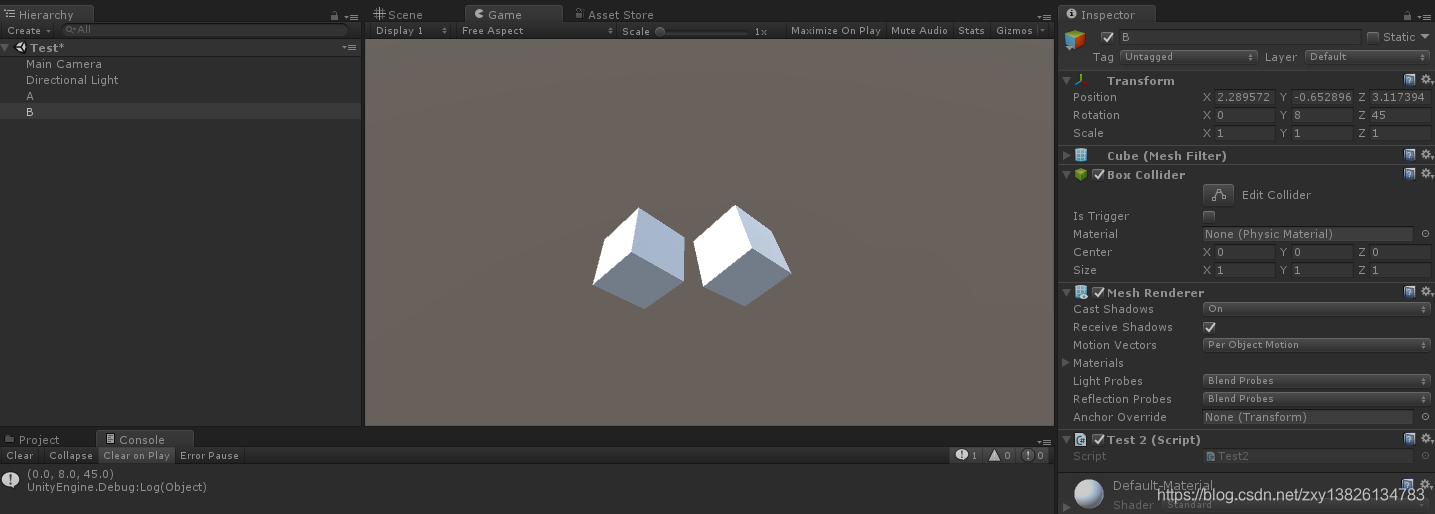 Hierarchy
Create
All
Test*
Main Camera
Directional Light
A
B
Scene Game Asset Store
Display 1 Free Aspect Scale 1x Maximize On Play Mute Audio Stats Gizmos
Inspector
B Static
Tag Untagged Layer Default
Transform
Position X 2.289572 Y -0.652896 Z 3.117394
Rotation X 0 Y 8 Z 45
Scale X 1 Y 1 Z 1
Cube (Mesh Filter)
Box Collider
Edit Collider
Is Trigger
Material None (Physic Material)
Center X 0 Y 0 Z 0
Size X 1 Y 1 Z 1
Mesh Renderer
Cast Shadows On
Receive Shadows
Motion Vectors Per Object Motion
Materials
Light Probes Blend Probes
Reflection Probes Blend Probes
Anchor Override None (Transform)
Test 2 (Script)
Script Test2
Default-Material
Shader Standard
https://blog.csdn.net/zxy13826134783
Project Console
Clear Collapse Clear on Play Error Pause 1 0 0
(0.0, 8.0, 45.0)
UnityEngine.Debug:Log(Object)